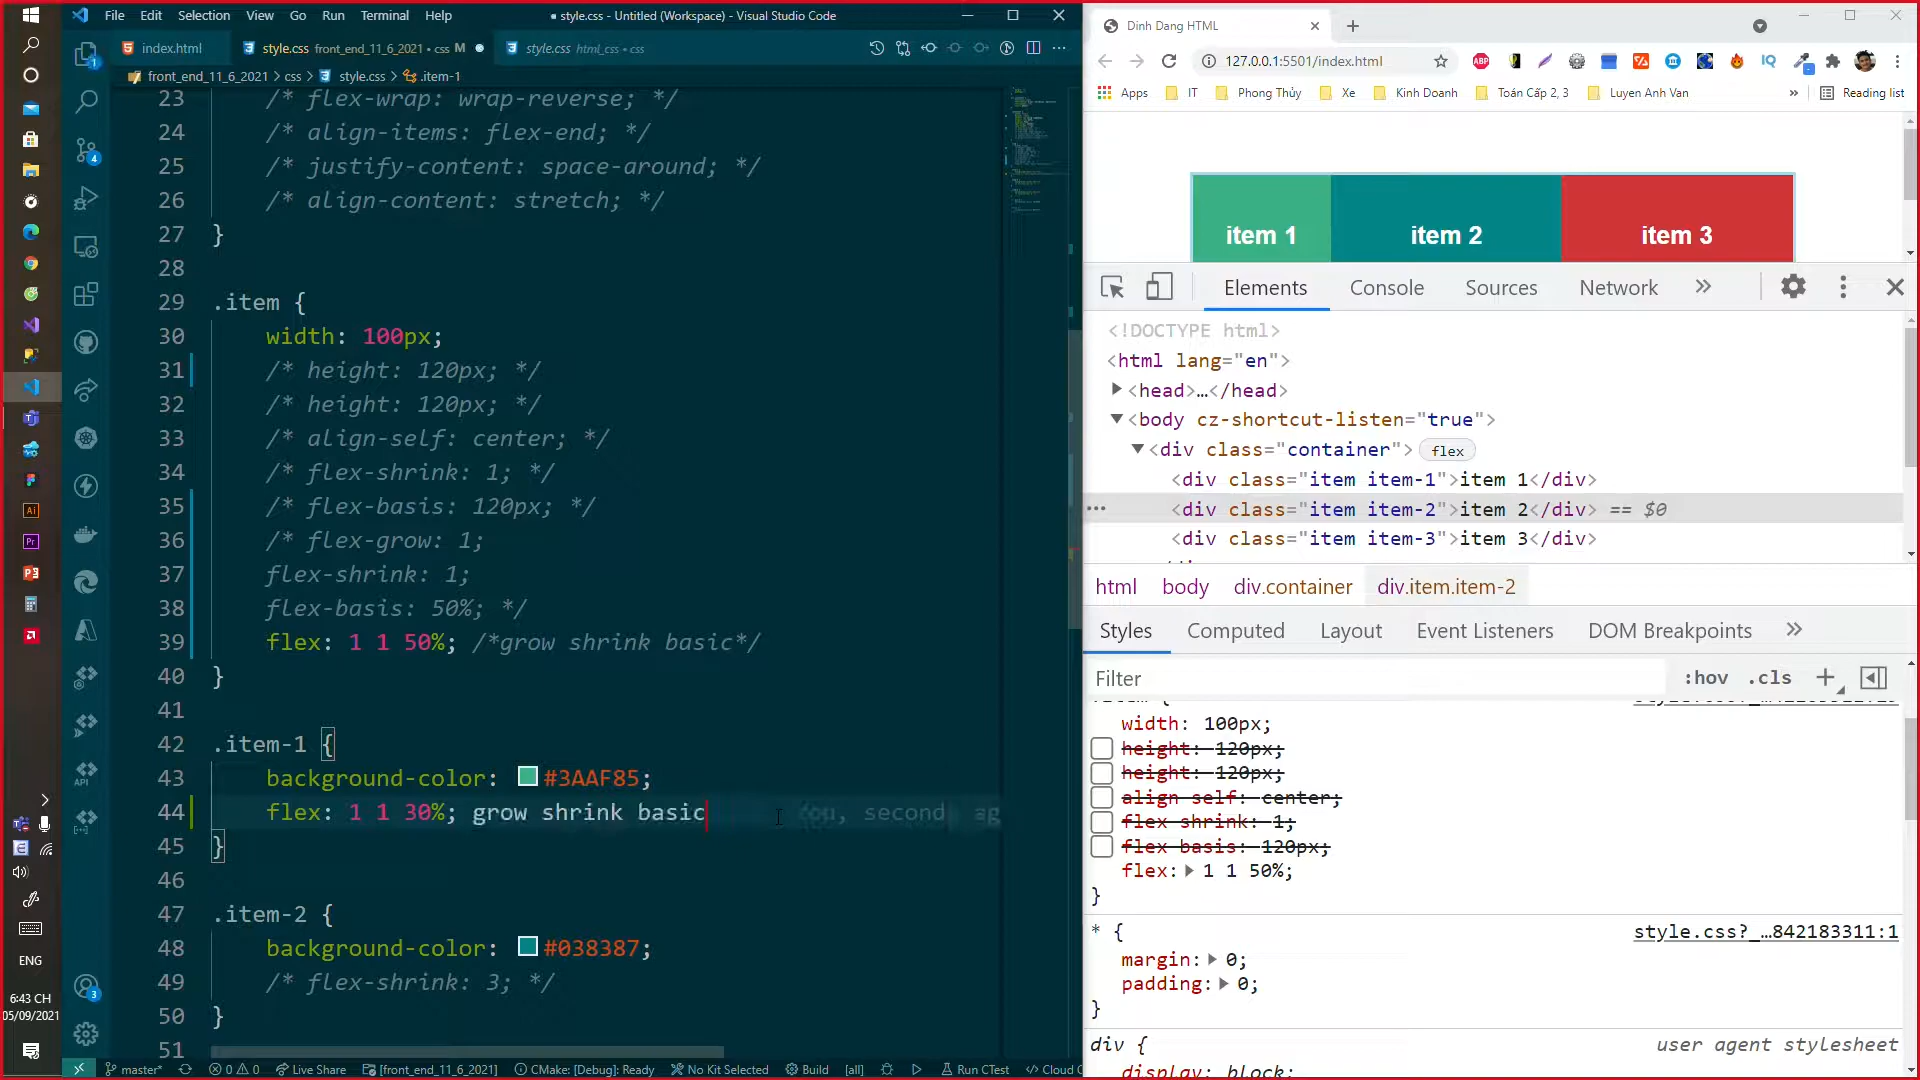 File Edit Selection View Go Run Terminal Help
● style.css - Untitled (Workspace) - Visual Studio Code
index.html
style.css front_end_11_6_2021 • css M ●
style.css html_css • css
front_end_11_6_2021 > css > style.css > .item-1
23 /* flex-wrap: wrap-reverse; */
24 /* align-items: flex-end; */
25 /* justify-content: space-around; */
26 /* align-content: stretch; */
27 }
28
29 .item {
30 width: 100px;
31 /* height: 120px; */
32 /* height: 120px; */
33 /* align-self: center; */
34 /* flex-shrink: 1; */
35 /* flex-basis: 120px; */
36 /* flex-grow: 1;
37 flex-shrink: 1;
38 flex-basis: 50%; */
39 flex: 1 1 50%; /*grow shrink basic*/
40 }
41
42 .item-1 {
43 background-color: #3AAF85;
44 flex: 1 1 30%; grow shrink basic
45 }
46
47 .item-2 {
48 background-color: #038387;
49 /* flex-shrink: 3; */
50 }
51
1
4
API
3
Ai
Pr
ENG
6:43 CH
05/09/2021
master*
0 0
Live Share
[front_end_11_6_2021]
CMake: [Debug]: Ready
No Kit Selected
Build
[all]
Run CTest
Cloud C
Dinh Dang HTML
127.0.0.1:5501/index.html
ABP
IQ
Apps IT Phong Thủy Xe Kinh Doanh Toán Cấp 2, 3 Luyen Anh Van » Reading list
item 1 item 2 item 3
Elements Console Sources Network »
<!DOCTYPE html>
<html lang="en">
<head>…</head>
<body cz-shortcut-listen="true">
<div class="container"> flex
<div class="item item-1">item 1</div>
<div class="item item-2">item 2</div> == $0
<div class="item item-3">item 3</div>
html body div.container div.item.item-2
Styles Computed Layout Event Listeners DOM Breakpoints »
Filter :hov .cls
width: 100px;
height: 120px;
height: 120px;
align-self: center;
flex-shrink: 1;
flex-basis: 120px;
flex: 1 1 50%;
}
* { style.css?_…842183311:1
margin: 0;
padding: 0;
}
div { user agent stylesheet
display: block;